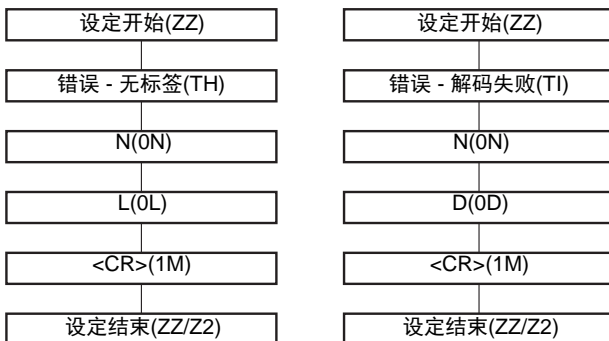 设定开始(ZZ)
错误 - 无标签(TH)
N(0N)
L(0L)
<CR>(1M)
设定结束(ZZ/Z2)
设定开始(ZZ)
错误 - 解码失败(TI)
N(0N)
D(0D)
<CR>(1M)
设定结束(ZZ/Z2)